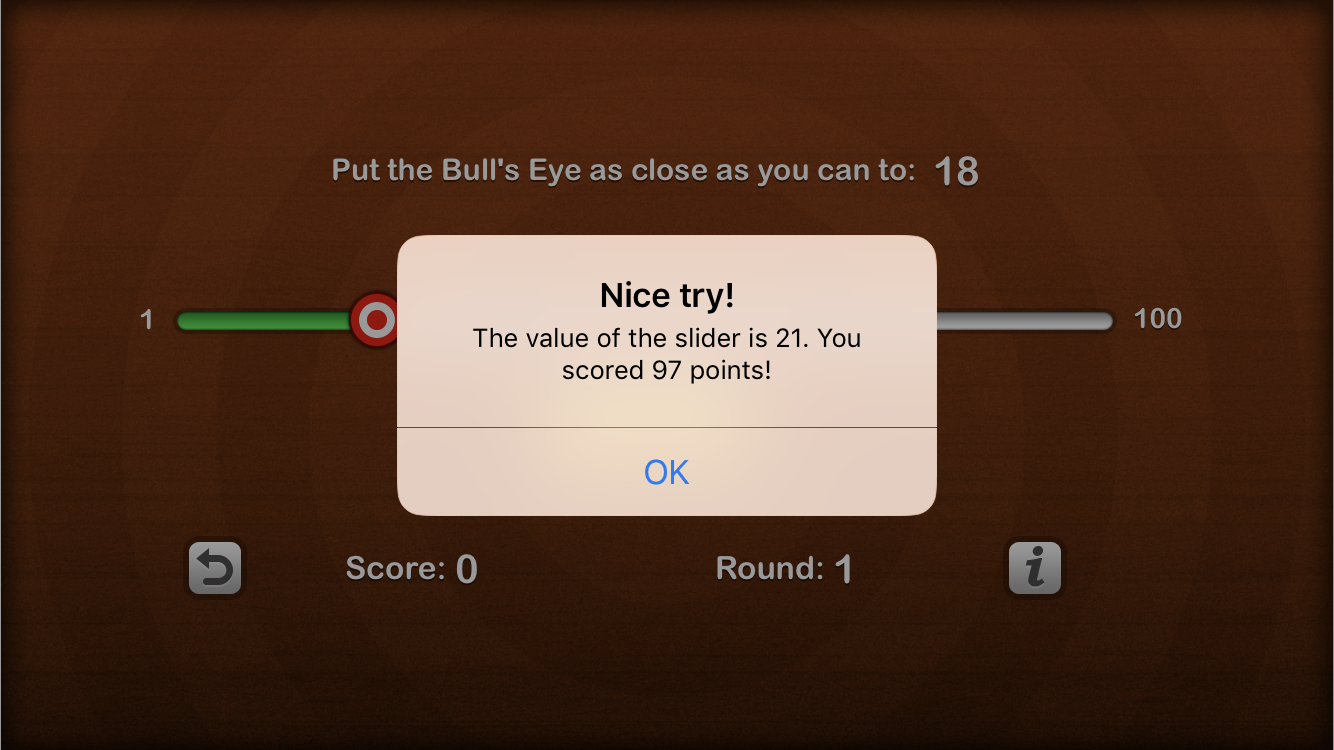 Put the Bull's Eye as close as you can to: 18
Nice try!
1
100
The value of the slider is 21. You
scored 97 points!
OK
Score: 0
Round: 1
i